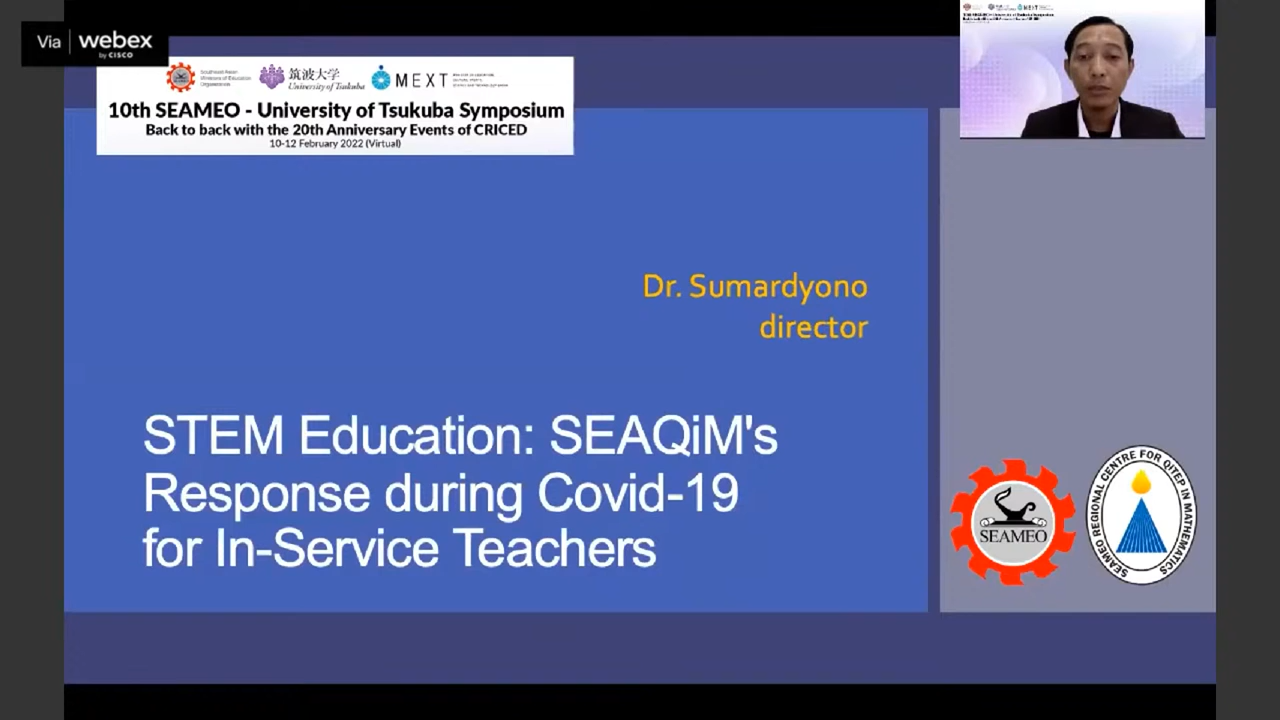 Via webex
by CISCO
Southeast Asian
Ministers of Education
Organization
筑波大学
University of Tsukuba
MEXT
10th SEAMEO - University of Tsukuba Symposium
Back to back with the 20th Anniversary Events of CRICED
10-12 February 2022 (Virtual)
Dr. Sumardyono
director
STEM Education: SEAQiM's
Response during Covid-19
for In-Service Teachers
SEAMEO
SEAMEO REGIONAL CENTRE FOR QITEP IN MATHEMATICS